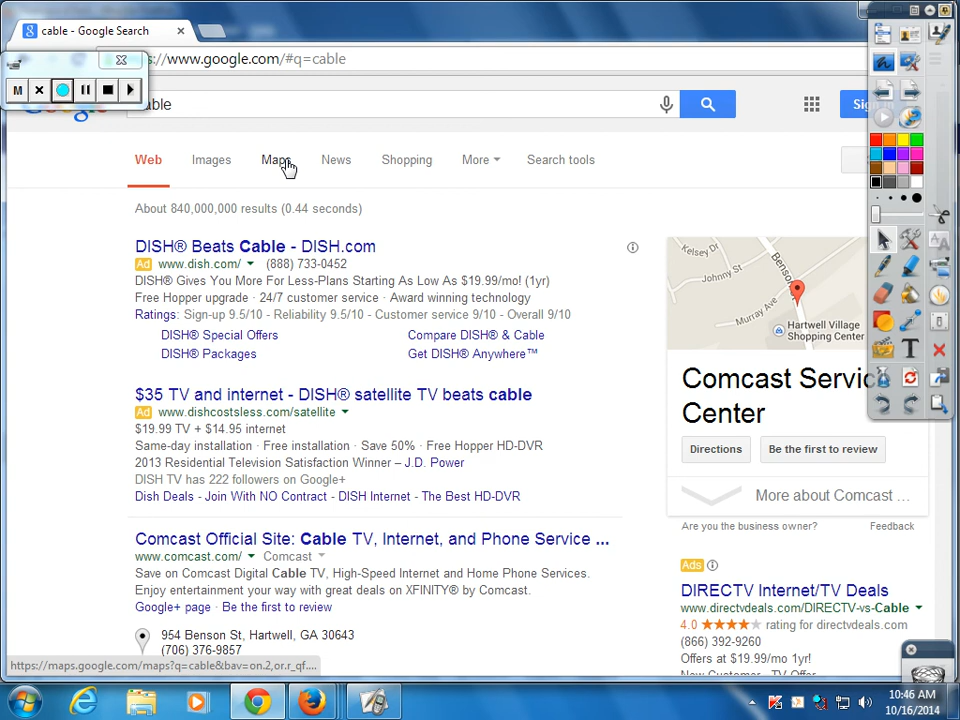 cable - Google Search
www.google.com/#q=cable
M
Sign
Web Images Maps News Shopping More Search tools
About 840,000,000 results (0.44 seconds)
DISH® Beats Cable - DISH.com
Ad www.dish.com/ (888) 733-0452
DISH® Gives You More For Less-Plans Starting As Low As $19.99/mo! (1yr)
Free Hopper upgrade · 24/7 customer service · Award winning technology
Ratings: Sign-up 9.5/10 - Reliability 9.5/10 - Customer service 9/10 - Overall 9/10
DISH® Special Offers Compare DISH® & Cable
DISH® Packages Get DISH® Anywhere™
$35 TV and internet - DISH® satellite TV beats cable
Ad www.dishcostsless.com/satellite
$19.99 TV + $14.95 internet
Same-day installation · Free installation · Save 50% · Free Hopper HD-DVR
2013 Residential Television Satisfaction Winner – J.D. Power
DISH TV has 222 followers on Google+
Dish Deals - Join With NO Contract - DISH Internet - The Best HD-DVR
Comcast Official Site: Cable TV, Internet, and Phone Service ...
www.comcast.com/ Comcast
Save on Comcast Digital Cable TV, High-Speed Internet and Home Phone Services.
Enjoy entertainment your way with great deals on XFINITY® by Comcast.
Google+ page · Be the first to review
954 Benson St, Hartwell, GA 30643
(706) 376-9857
https://maps.google.com/maps?q=cable&bav=on.2,or.r_qf....
Kelsey Dr
Johnny St
Benson
Murray Ave
Hartwell Village
Shopping Center
Comcast Service
Center
Directions Be the first to review
More about Comcast ...
Are you the business owner? Feedback
Ads
DIRECTV Internet/TV Deals
www.directvdeals.com/DIRECTV-vs-Cable
4.0 rating for directvdeals.com
(866) 392-9260
Offers at $19.99/mo 1yr!
New Customer - TV Offer
T
10:46 AM
10/16/2014